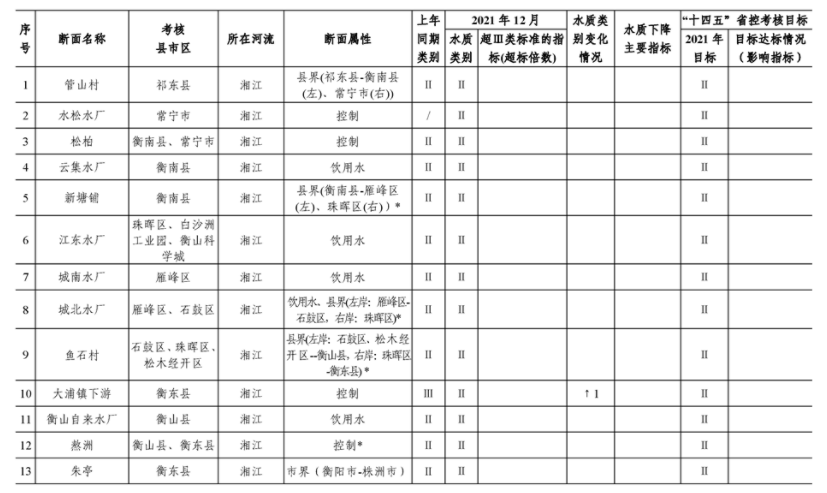 序号 断面名称 考核县市区 所在河流 断面属性 上年同期类别 2021 年 12 月 水质类别变化情况 水质下降主要指标 “十四五”省控考核目标
水质类别 超Ⅲ类标准的指标(超标倍数) 2021 年目标 目标达标情况（影响指标）
1 管山村 祁东县 湘江 县界(祁东县-衡南县(左)、常宁市(右)) Ⅱ Ⅱ Ⅱ
2 水松水厂 常宁市 湘江 控制 / Ⅱ Ⅱ
3 松柏 衡南县、常宁市 湘江 控制 Ⅱ Ⅱ Ⅱ
4 云集水厂 衡南县 湘江 饮用水 Ⅱ Ⅱ Ⅱ
5 新塘铺 衡南县 湘江 县界(衡南县-雁峰区(左)、珠晖区(右)）* Ⅱ Ⅱ Ⅱ
6 江东水厂 珠晖区、白沙洲工业园、衡山科学城 湘江 饮用水 Ⅱ Ⅱ Ⅱ
7 城南水厂 雁峰区 湘江 饮用水 Ⅱ Ⅱ Ⅱ
8 城北水厂 雁峰区、石鼓区 湘江 饮用水、县界(左岸：雁峰区-石鼓区，右岸：珠晖区)* Ⅱ Ⅱ Ⅱ
9 鱼石村 石鼓区、珠晖区、松木经开区 湘江 县界(左岸：石鼓区、松木经开区--衡山县，右岸：珠晖区-衡东县)* Ⅱ Ⅱ Ⅱ
10 大浦镇下游 衡东县 湘江 控制 Ⅲ Ⅱ ↑1 Ⅱ
11 衡山自来水厂 衡山县 湘江 饮用水 Ⅱ Ⅱ Ⅱ
12 熬洲 衡山县、衡东县 湘江 控制* Ⅱ Ⅱ Ⅱ
13 朱亭 衡东县 湘江 市界（衡阳市-株洲市） Ⅱ Ⅱ Ⅱ